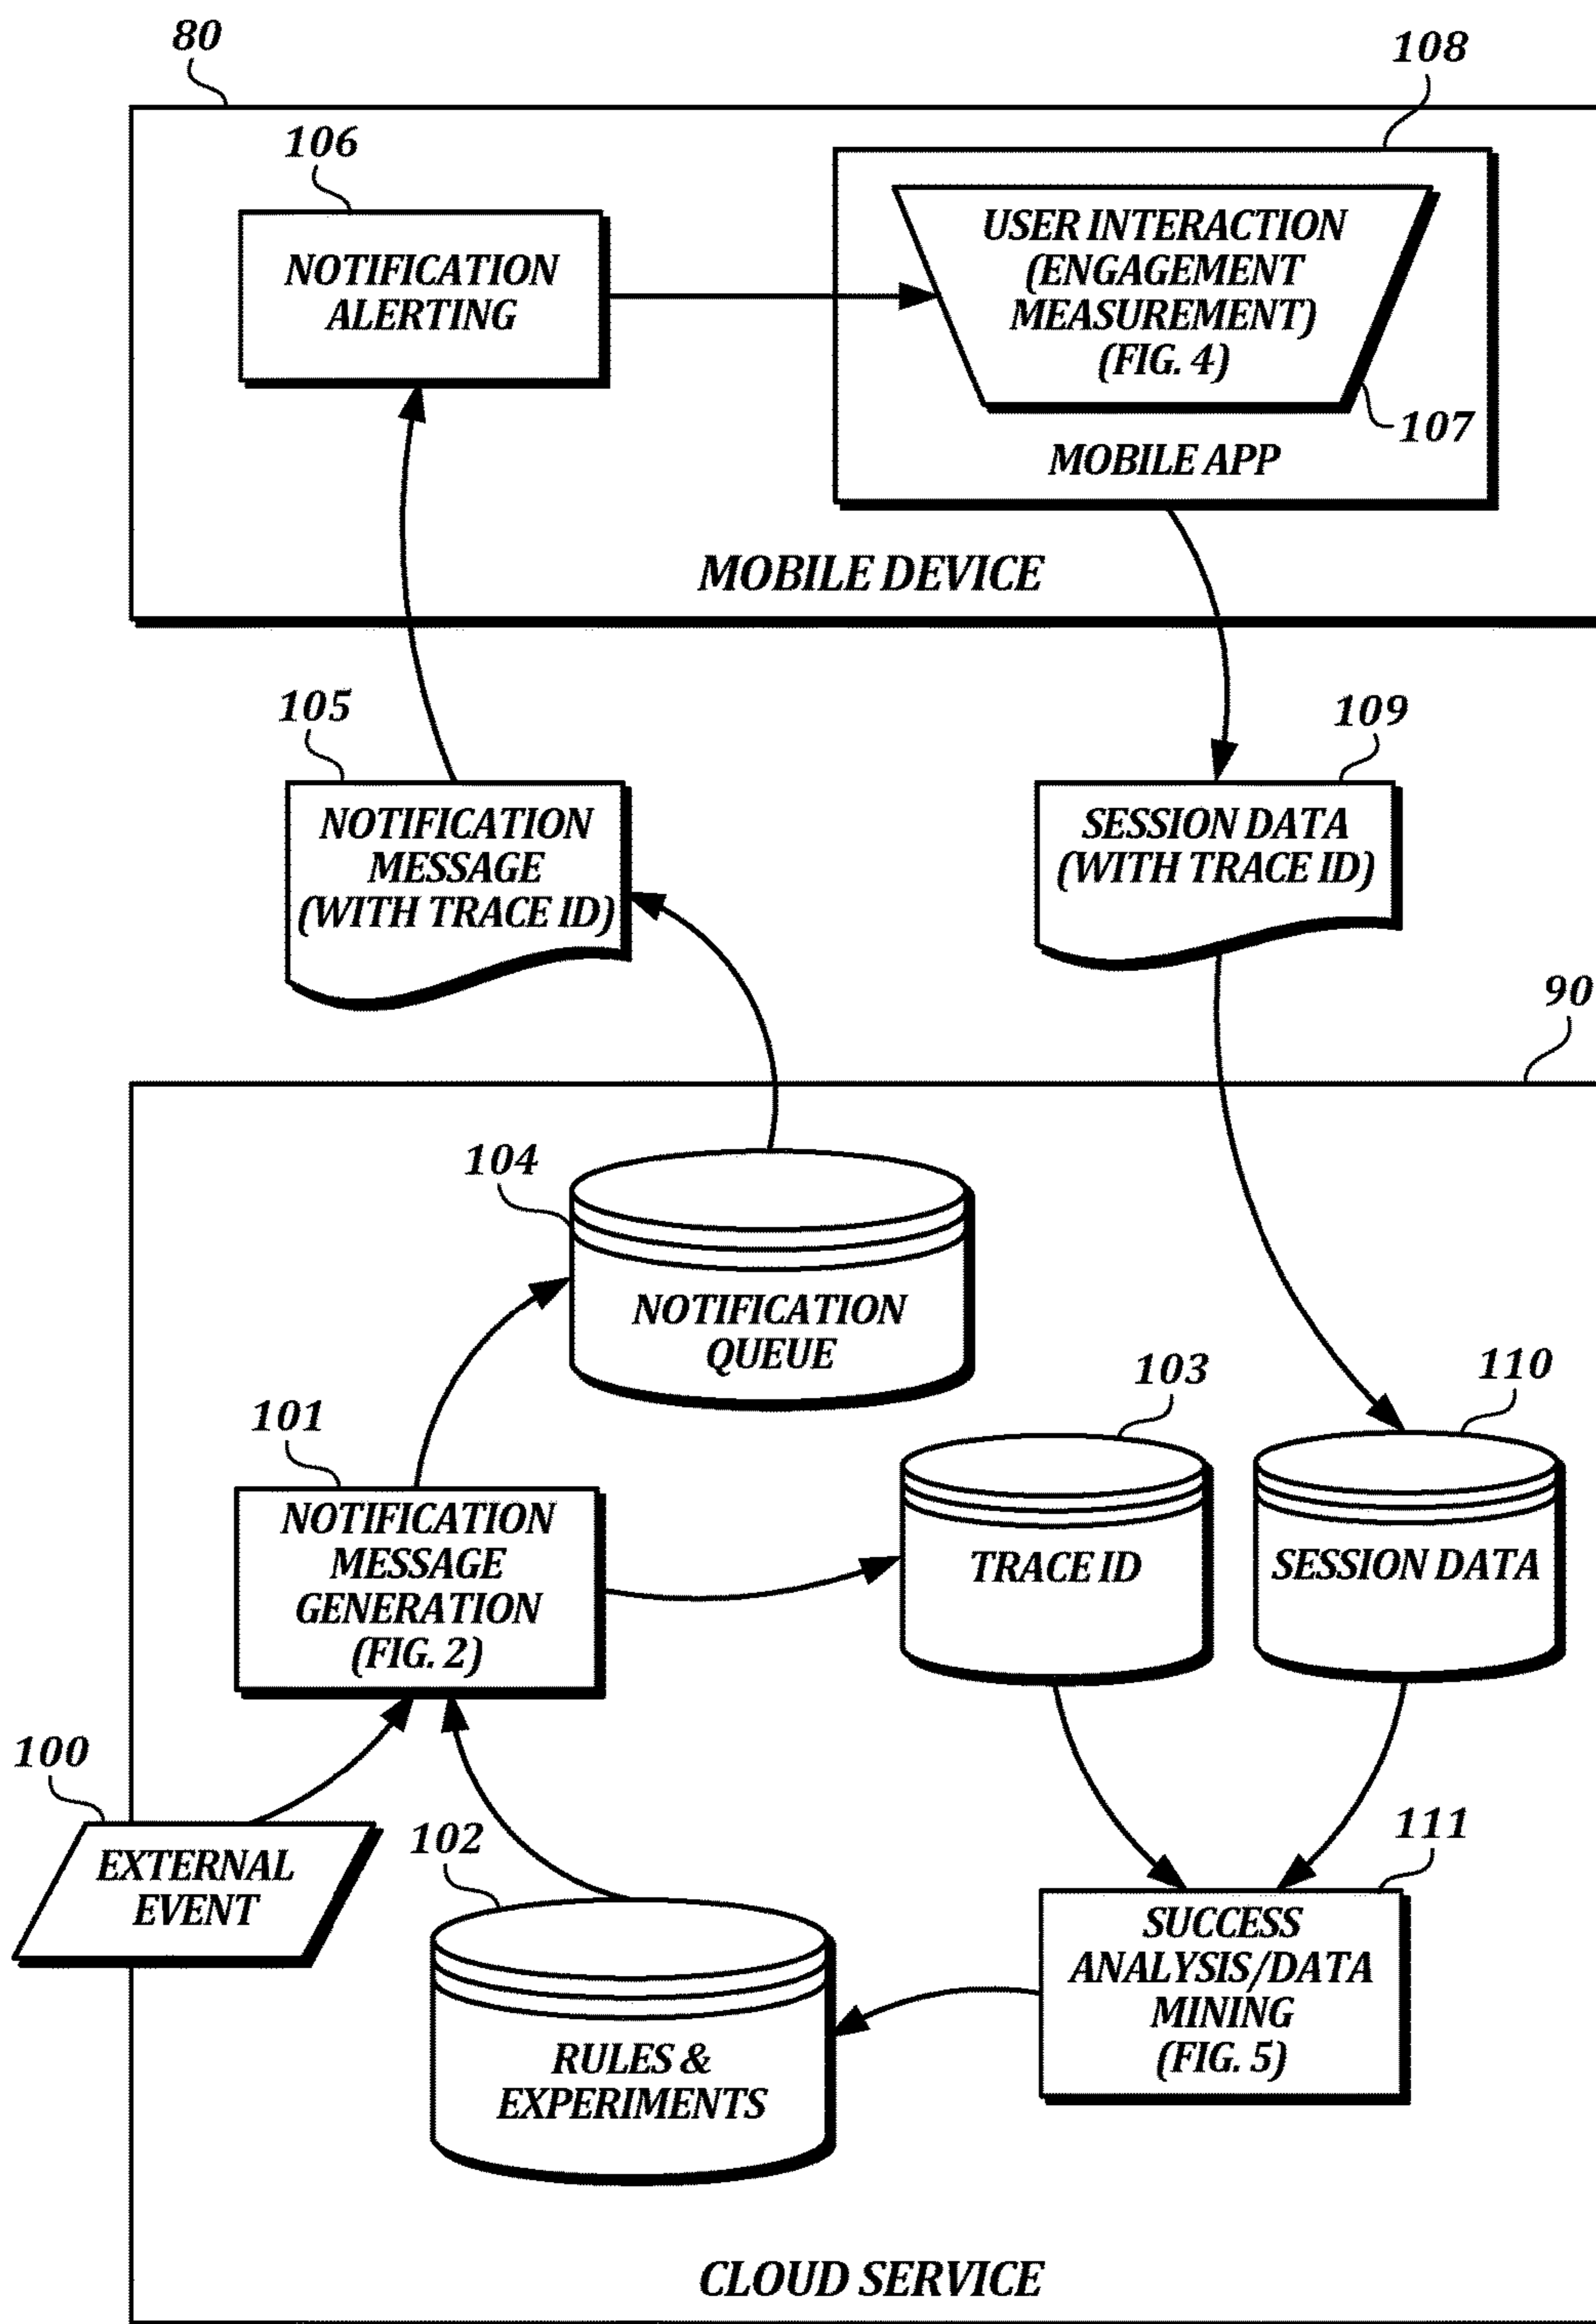 80
108
106
NOTIFICATION
ALERTING
USER INTERACTION
(ENGAGEMENT
MEASUREMENT)
(FIG. 4)
107
MOBILE APP
MOBILE DEVICE
105
109
NOTIFICATION
MESSAGE
(WITH TRACE ID)
SESSION DATA
(WITH TRACE ID)
90
104
NOTIFICATION
QUEUE
103
110
101
NOTIFICATION
MESSAGE
GENERATION
(FIG. 2)
TRACE ID
SESSION DATA
100
EXTERNAL
EVENT
102
111
SUCCESS
ANALYSIS/DATA
MINING
(FIG. 5)
RULES &
EXPERIMENTS
CLOUD SERVICE